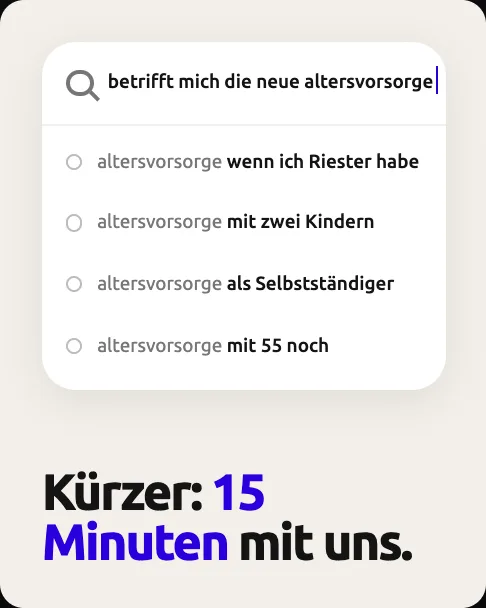 betrifft mich die neue altersvorsorge
altersvorsorge wenn ich Riester habe
altersvorsorge mit zwei Kindern
altersvorsorge als Selbstständiger
altersvorsorge mit 55 noch
Kürzer: 15
Minuten mit uns.